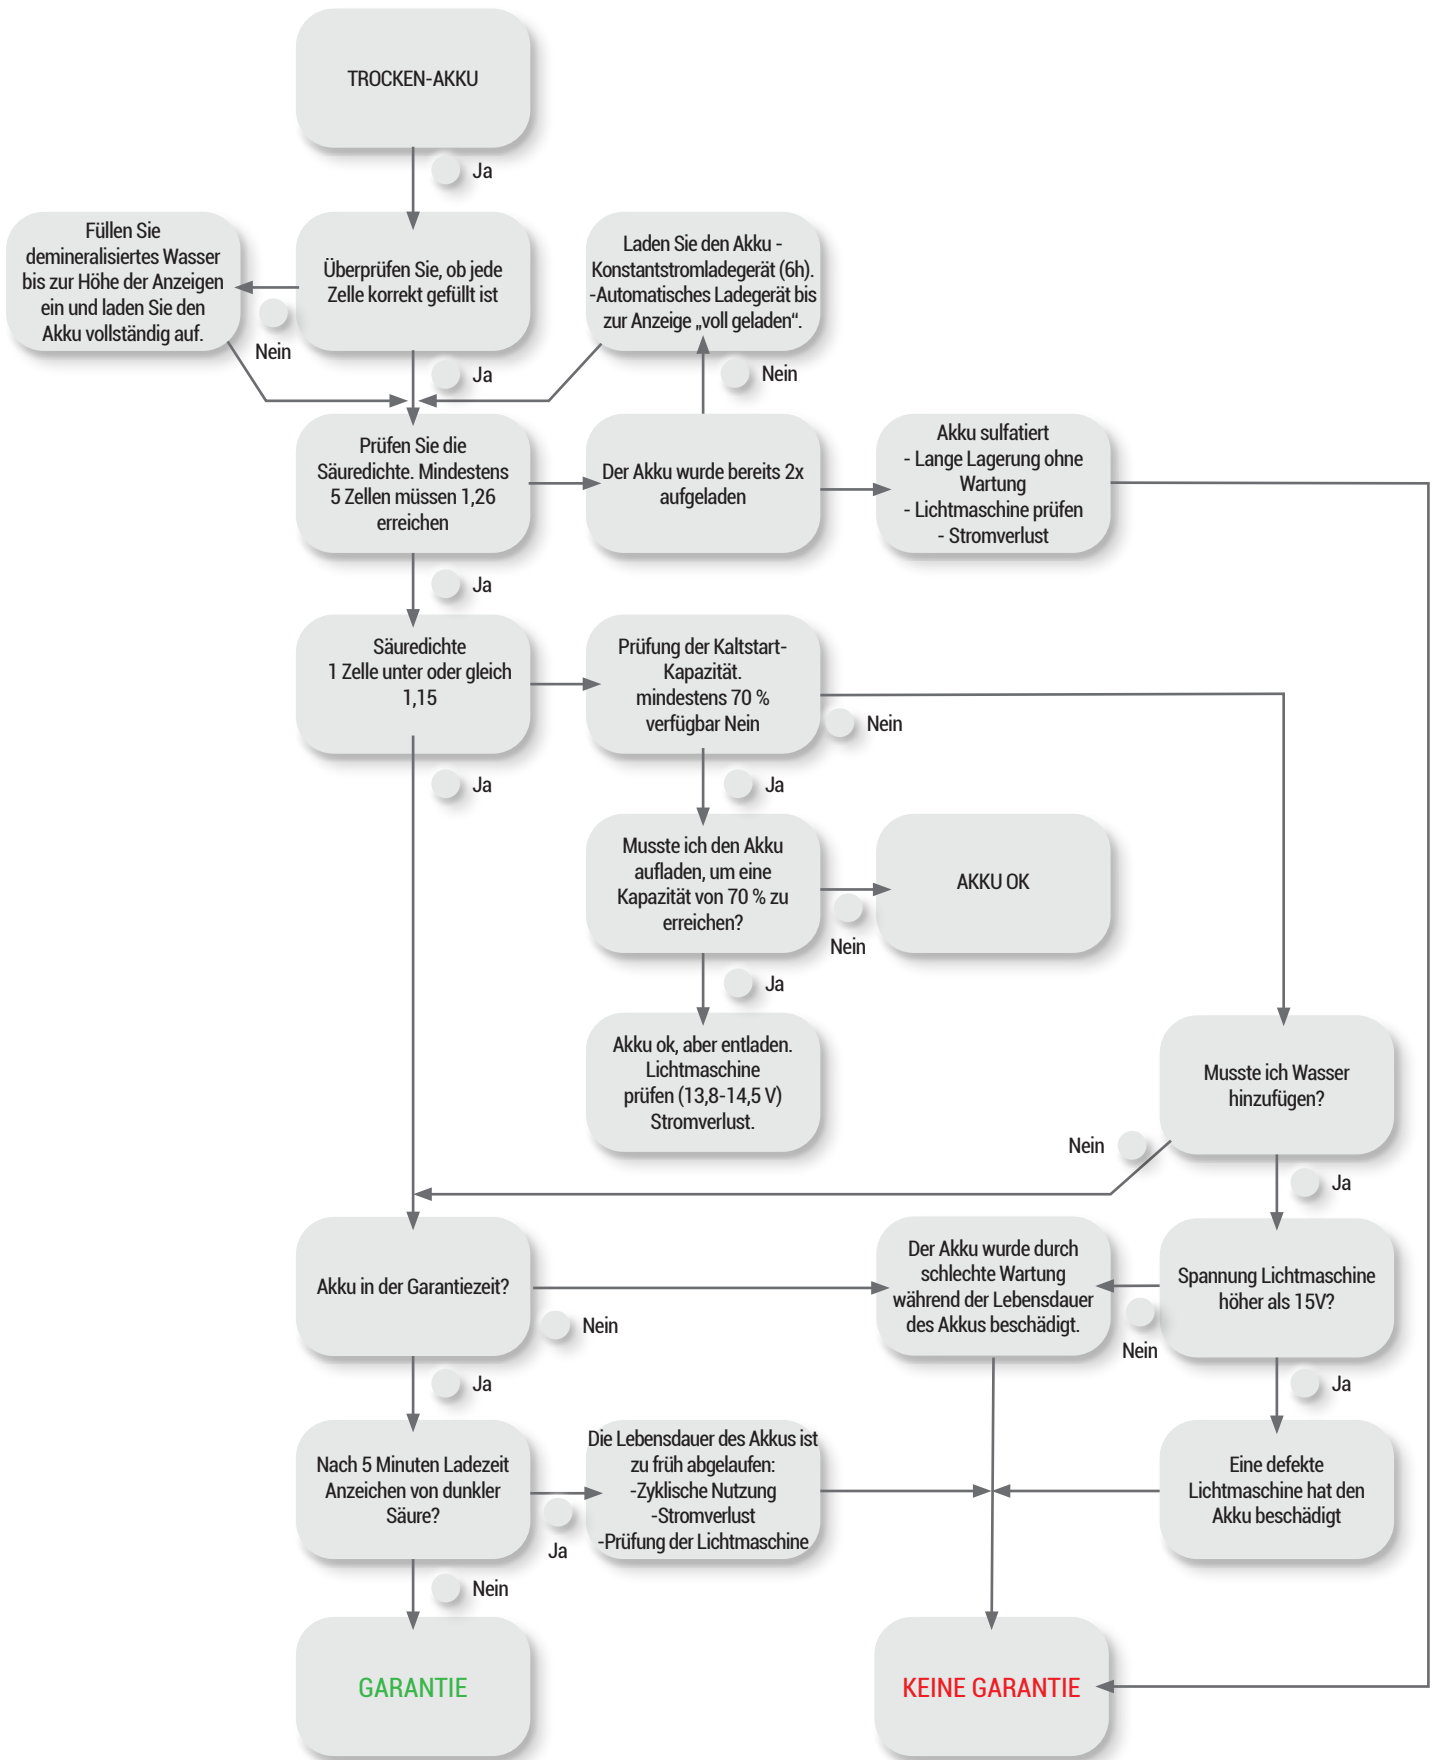 TROCKEN-AKKU
Ja
Füllen Sie
demineralisiertes Wasser
bis zur Höhe der Anzeigen
ein und laden Sie den
Akku vollständig auf.
Nein
Überprüfen Sie, ob jede
Zelle korrekt gefüllt ist
Ja
Laden Sie den Akku -
Konstantstromladegerät (6h).
-Automatisches Ladegerät bis
zur Anzeige „voll geladen“.
Nein
Prüfen Sie die
Säuredichte. Mindestens
5 Zellen müssen 1,26
erreichen
Ja
Der Akku wurde bereits 2x
aufgeladen
Akku sulfatiert
- Lange Lagerung ohne
Wartung
- Lichtmaschine prüfen
- Stromverlust
Säuredichte
1 Zelle unter oder gleich
1,15
Ja
Prüfung der Kaltstart-
Kapazität.
mindestens 70 %
verfügbar Nein
Nein
Ja
Musste ich den Akku
aufladen, um eine
Kapazität von 70 % zu
erreichen?
Nein
AKKU OK
Ja
Akku ok, aber entladen.
Lichtmaschine
prüfen (13,8-14,5 V)
Stromverlust.
Musste ich Wasser
hinzufügen?
Nein
Ja
Akku in der Garantiezeit?
Nein
Ja
Der Akku wurde durch
schlechte Wartung
während der Lebensdauer
des Akkus beschädigt.
Spannung Lichtmaschine
höher als 15V?
Nein
Ja
Nach 5 Minuten Ladezeit
Anzeichen von dunkler
Säure?
Ja
Nein
Die Lebensdauer des Akkus ist
zu früh abgelaufen:
-Zyklische Nutzung
-Stromverlust
-Prüfung der Lichtmaschine
Eine defekte
Lichtmaschine hat den
Akku beschädigt
GARANTIE
KEINE GARANTIE